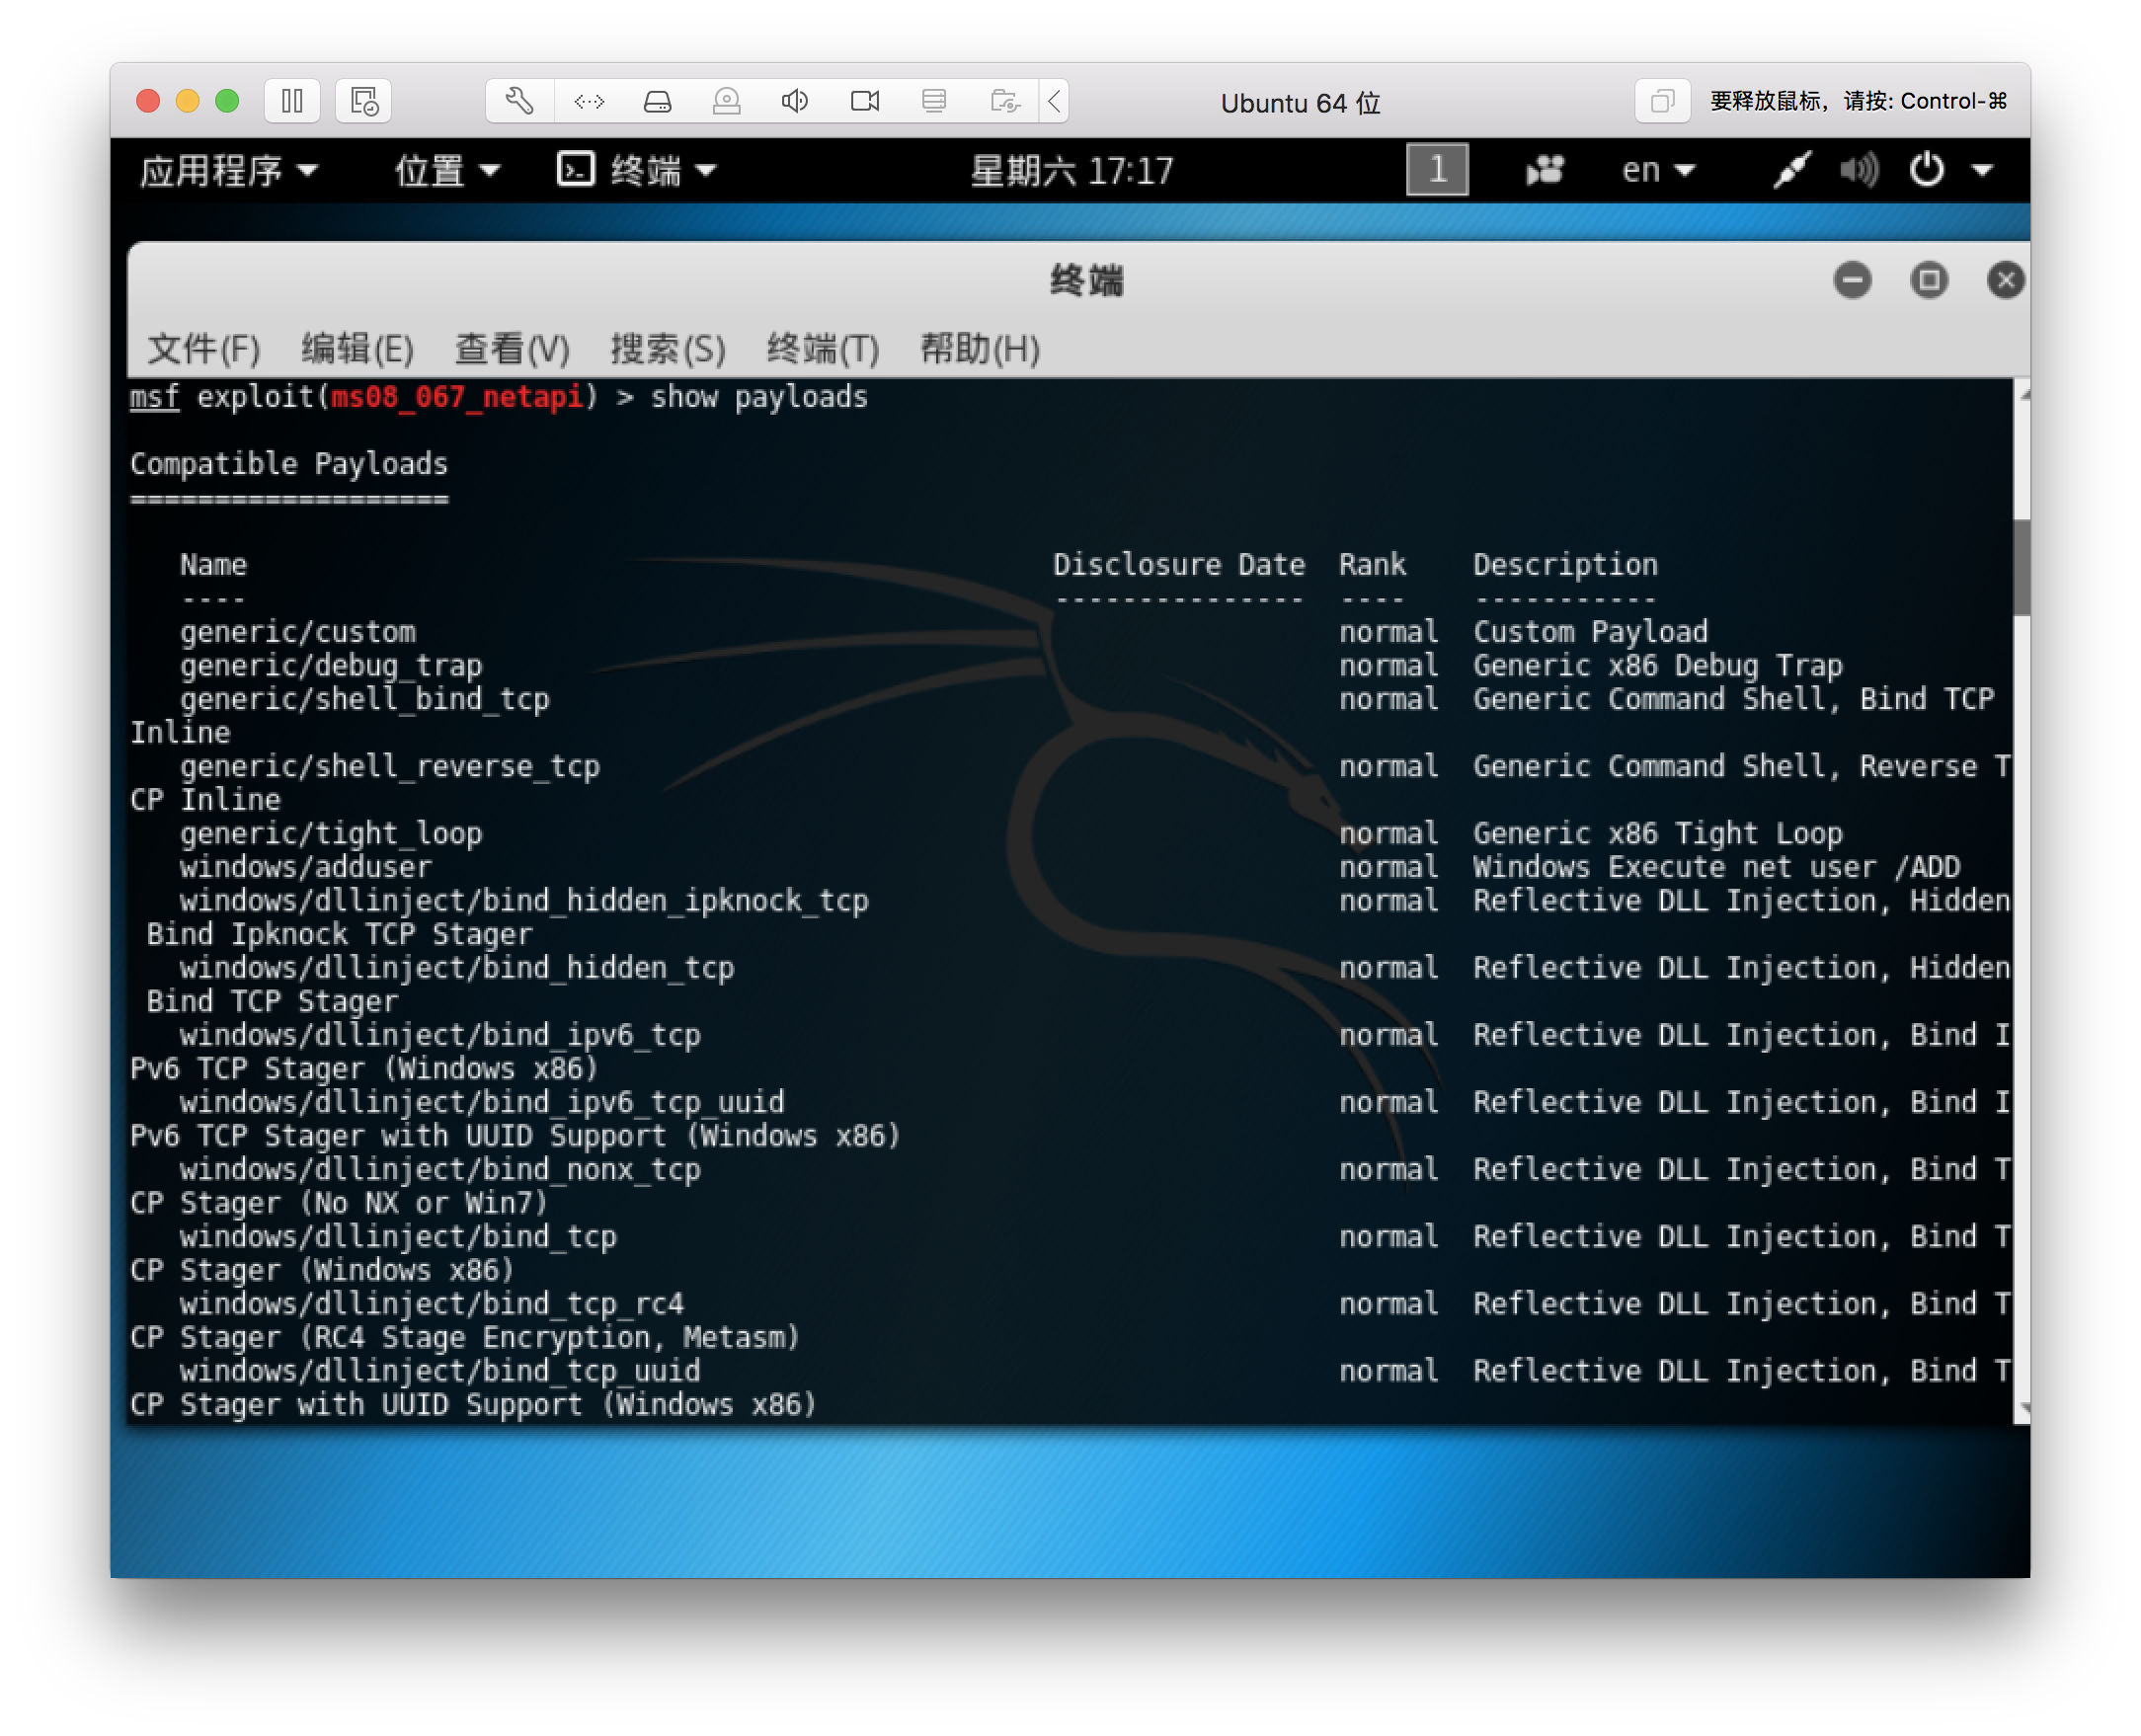 Ubuntu 64 位
要释放鼠标，请按: Control-⌘
应用程序 位置 终端 星期六 17:17 1 en
终端
文件(F) 编辑(E) 查看(V) 搜索(S) 终端(T) 帮助(H)
msf exploit(ms08_067_netapi) > show payloads
Compatible Payloads
===================
Name Disclosure Date Rank Description
---- --------------- ---- -----------
generic/custom normal Custom Payload
generic/debug_trap normal Generic x86 Debug Trap
generic/shell_bind_tcp normal Generic Command Shell, Bind TCP
Inline
generic/shell_reverse_tcp normal Generic Command Shell, Reverse T
CP Inline
generic/tight_loop normal Generic x86 Tight Loop
windows/adduser normal Windows Execute net user /ADD
windows/dllinject/bind_hidden_ipknock_tcp normal Reflective DLL Injection, Hidden
Bind Ipknock TCP Stager
windows/dllinject/bind_hidden_tcp normal Reflective DLL Injection, Hidden
Bind TCP Stager
windows/dllinject/bind_ipv6_tcp normal Reflective DLL Injection, Bind I
Pv6 TCP Stager (Windows x86)
windows/dllinject/bind_ipv6_tcp_uuid normal Reflective DLL Injection, Bind I
Pv6 TCP Stager with UUID Support (Windows x86)
windows/dllinject/bind_nonx_tcp normal Reflective DLL Injection, Bind T
CP Stager (No NX or Win7)
windows/dllinject/bind_tcp normal Reflective DLL Injection, Bind T
CP Stager (Windows x86)
windows/dllinject/bind_tcp_rc4 normal Reflective DLL Injection, Bind T
CP Stager (RC4 Stage Encryption, Metasm)
windows/dllinject/bind_tcp_uuid normal Reflective DLL Injection, Bind T
CP Stager with UUID Support (Windows x86)